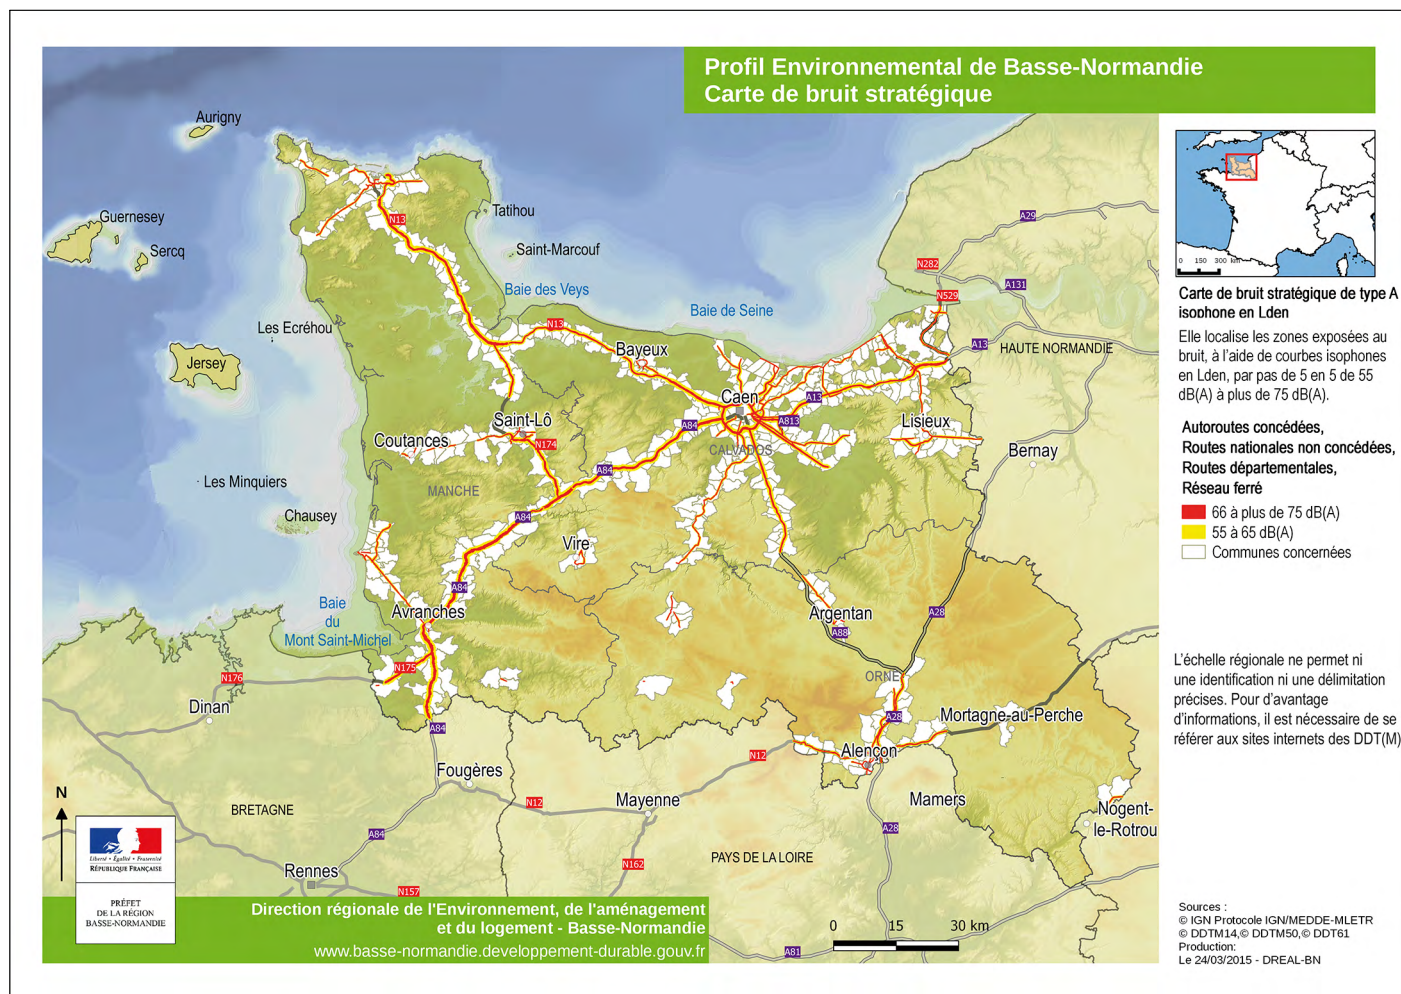 Profil Environnemental de Basse-Normandie
Carte de bruit stratégique
Aurigny
Guernesey
Sercq
Tatihou
Saint-Marcouf
Baie des Veys
Baie de Seine
Les Ecréhou
Jersey
Les Minquiers
Chausey
Baie
du
Mont Saint-Michel
N13
N13
Bayeux
Caen
Saint-Lô
Coutances
N174
MANCHE
CALVADOS
A84
A84
A84
A84
A13
A813
Lisieux
N282
N529
A29
A131
A13
HAUTE NORMANDIE
Bernay
Vire
Avranches
N175
N176
Dinan
A84
Argentan
A88
A28
ORNE
A28
Mortagne-au-Perche
Alençon
N12
Fougères
N12
Mayenne
Mamers
Nogent-
le-Rotrou
BRETAGNE
A84
A28
PAYS DE LA LOIRE
N162
Rennes
N157
A81
N
Liberté • Égalité • Fraternité
RÉPUBLIQUE FRANÇAISE
PRÉFET
DE LA RÉGION
BASSE-NORMANDIE
Direction régionale de l'Environnement, de l'aménagement
et du logement - Basse-Normandie
www.basse-normandie.developpement-durable.gouv.fr
0 15 30 km
0 150 300 km
Carte de bruit stratégique de type A
isophone en Lden
Elle localise les zones exposées au
bruit, à l'aide de courbes isophones
en Lden, par pas de 5 en 5 de 55
dB(A) à plus de 75 dB(A).
Autoroutes concédées,
Routes nationales non concédées,
Routes départementales,
Réseau ferré
66 à plus de 75 dB(A)
55 à 65 dB(A)
Communes concernées
L'échelle régionale ne permet ni
une identification ni une délimitation
précises. Pour d'avantage
d'informations, il est nécessaire de se
référer aux sites internets des DDT(M)
Sources :
© IGN Protocole IGN/MEDDE-MLETR
© DDTM14,© DDTM50,© DDT61
Production:
Le 24/03/2015 - DREAL-BN